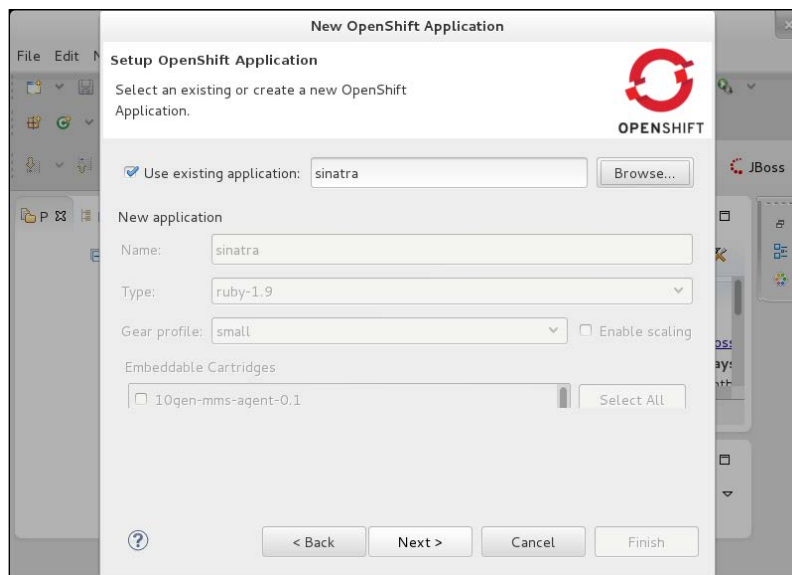 New OpenShift Application
File Edit
Setup OpenShift Application
Select an existing or create a new OpenShift
Application.
OPENSHIFT
Use existing application: sinatra Browse...
JBoss
P
New application
Name: sinatra
Type: ruby-1.9
Gear profile: small Enable scaling
Embeddable Cartridges
10gen-mms-agent-0.1 Select All
< Back Next > Cancel Finish